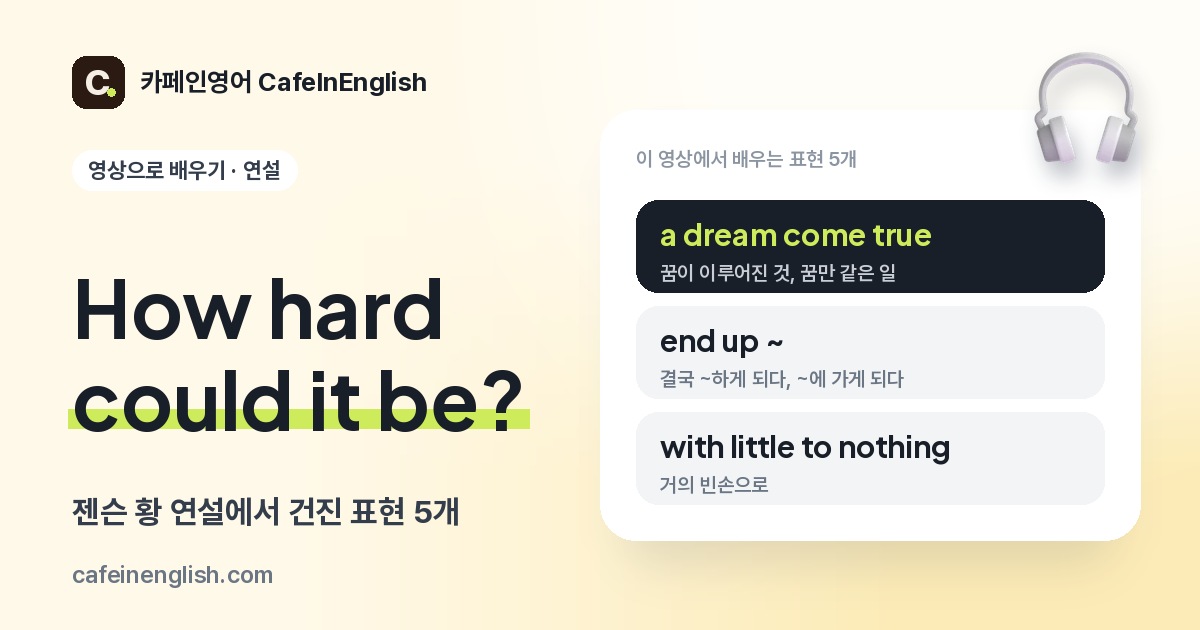 C
카페인영어 CafeInEnglish
영상으로 배우기 · 연설
How hard
could it be?
젠슨 황 연설에서 건진 표현 5개
cafeinenglish.com
이 영상에서 배우는 표현 5개
a dream come true
꿈이 이루어진 것, 꿈만 같은 일
end up ~
결국 ~하게 되다, ~에 가게 되다
with little to nothing
거의 빈손으로